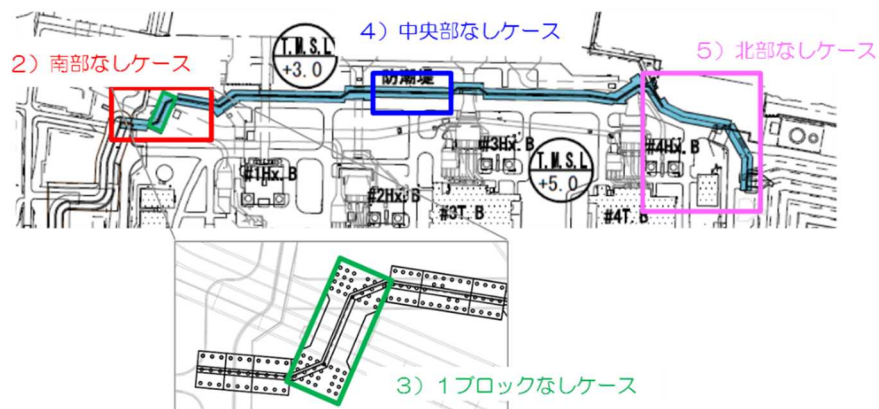 4）中央部なしケース
5）北部なしケース
2）南部なしケース
T.M.S.L
+3.0
防潮堤
#1Hx.B
#2Hx.B
#3Hx.B
#3T.B
T.M.S.L
+5.0
#4Hx.B
#4T.B
3）1ブロックなしケース